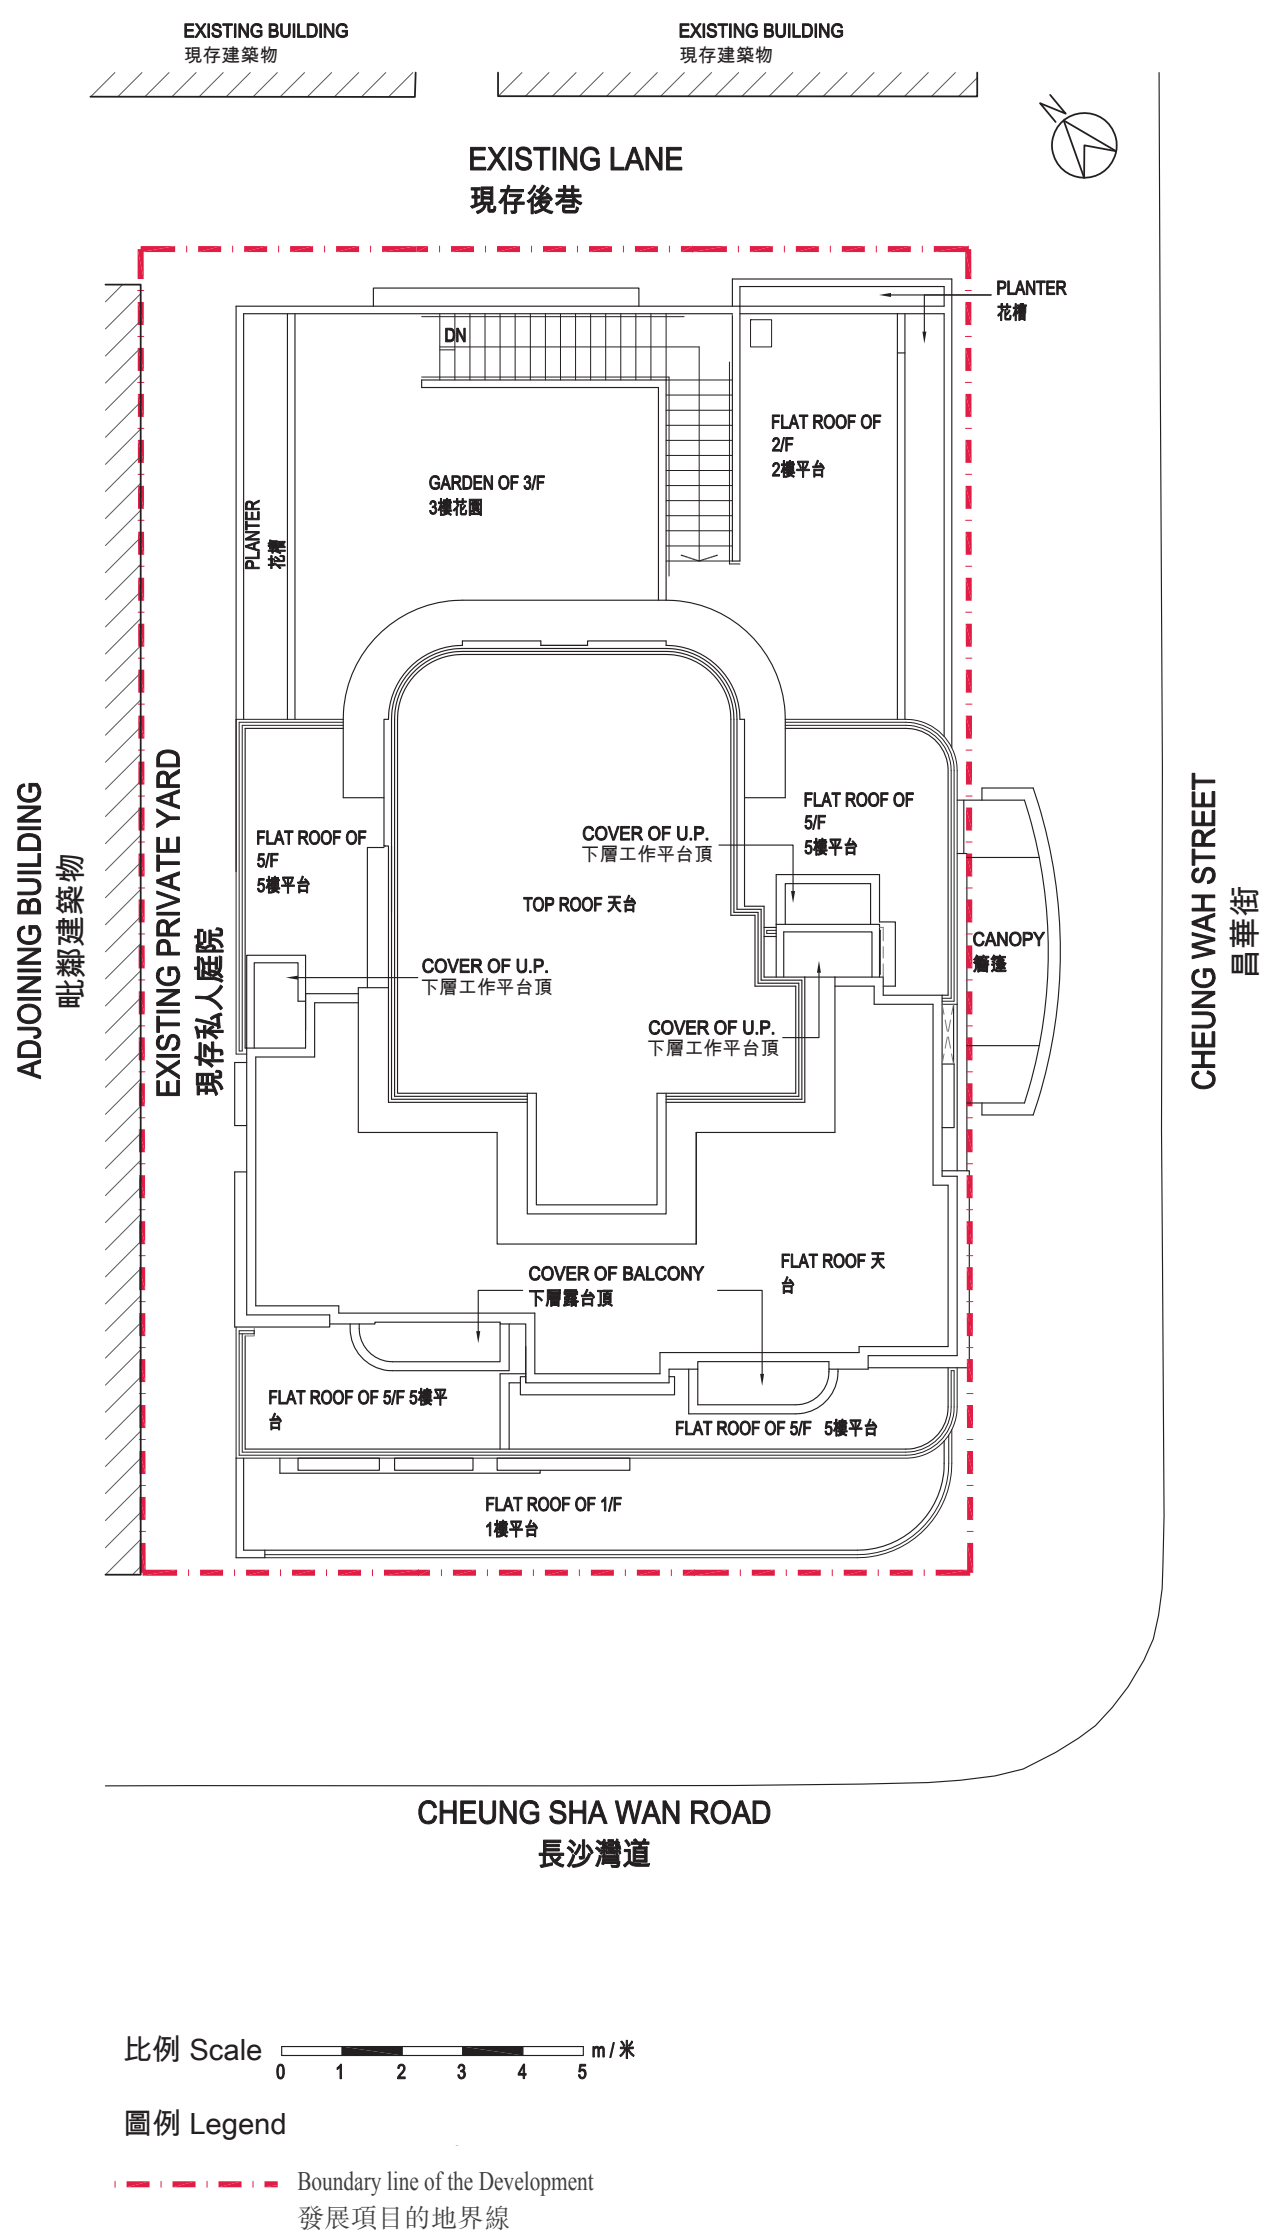 EXISTING BUILDING
現存建築物
EXISTING BUILDING
現存建築物
N
EXISTING LANE
現存後巷
PLANTER
花槽
DN
FLAT ROOF OF
2/F
2樓平台
GARDEN OF 3/F
3樓花園
PLANTER
花槽
ADJOINING BUILDING
毗鄰建築物
EXISTING PRIVATE YARD
現存私人庭院
FLAT ROOF OF
5/F
5樓平台
COVER OF U.P.
下層工作平台頂
FLAT ROOF OF
5/F
5樓平台
TOP ROOF 天台
COVER OF U.P.
下層工作平台頂
COVER OF U.P.
下層工作平台頂
CANOPY
簷篷
CHEUNG WAH STREET
昌華街
FLAT ROOF 天
台
COVER OF BALCONY
下層露台頂
FLAT ROOF OF 5/F 5樓平
台
FLAT ROOF OF 5/F 5樓平台
FLAT ROOF OF 1/F
1樓平台
CHEUNG SHA WAN ROAD
長沙灣道
比例 Scale
0 1 2 3 4 5 m / 米
圖例 Legend
Boundary line of the Development
發展項目的地界線